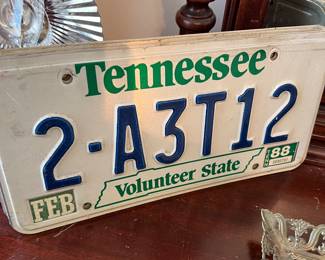 Tennessee
2-A3T12
FEB
Volunteer State
88